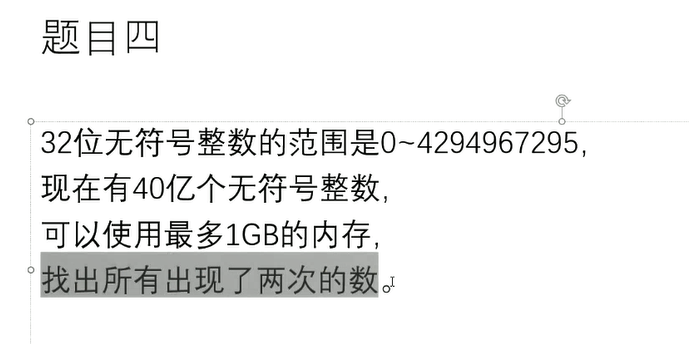 题目四
32位无符号整数的范围是0~4294967295,
现在有40亿个无符号整数,
可以使用最多1GB的内存,
找出所有出现了两次的数。